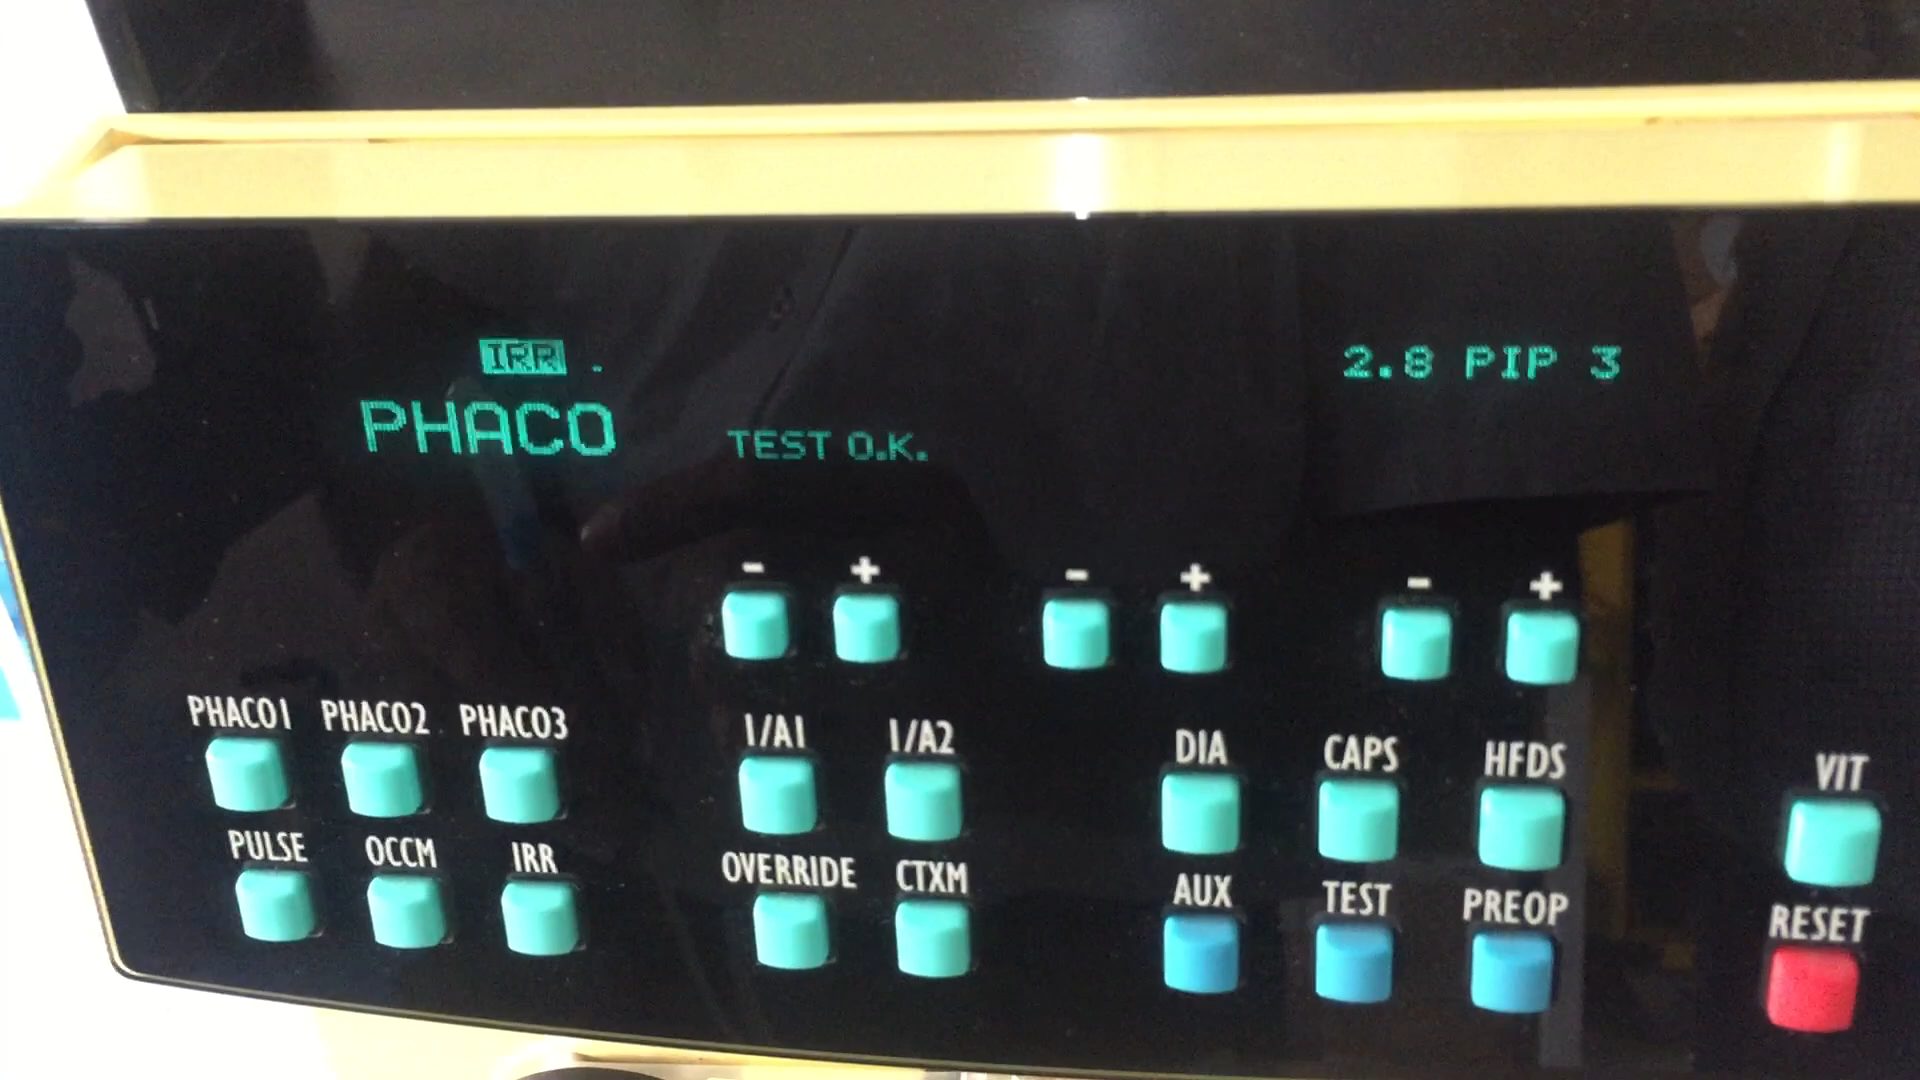 IRR .
2.8 PIP 3
PHACO
TEST O.K.
- + - + - +
PHACO1 PHACO2 PHACO3 I/A1 I/A2 DIA CAPS HFDS VIT
PULSE OCCM IRR OVERRIDE CTXM AUX TEST PREOP RESET